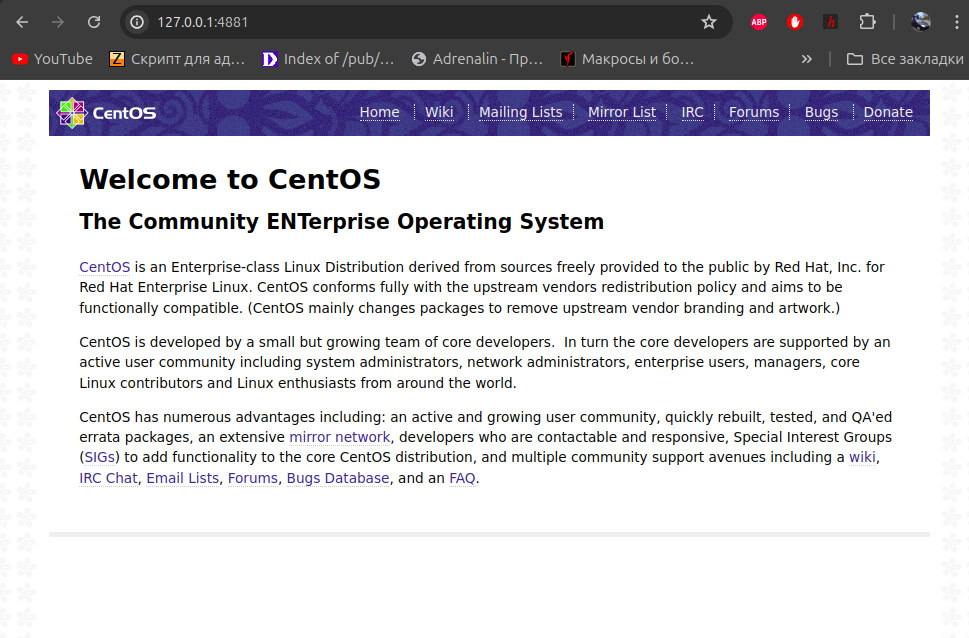 127.0.0.1:4881
ABP
YouTube Скрипт для ад... Index of /pub/... Adrenalin - Пр... Макросы и бо... » Все закладки
CentOS Home Wiki Mailing Lists Mirror List IRC Forums Bugs Donate
Welcome to CentOS
The Community ENTerprise Operating System
CentOS is an Enterprise-class Linux Distribution derived from sources freely provided to the public by Red Hat, Inc. for
Red Hat Enterprise Linux. CentOS conforms fully with the upstream vendors redistribution policy and aims to be
functionally compatible. (CentOS mainly changes packages to remove upstream vendor branding and artwork.)
CentOS is developed by a small but growing team of core developers.  In turn the core developers are supported by an
active user community including system administrators, network administrators, enterprise users, managers, core
Linux contributors and Linux enthusiasts from around the world.
CentOS has numerous advantages including: an active and growing user community, quickly rebuilt, tested, and QA'ed
errata packages, an extensive mirror network, developers who are contactable and responsive, Special Interest Groups
(SIGs) to add functionality to the core CentOS distribution, and multiple community support avenues including a wiki,
IRC Chat, Email Lists, Forums, Bugs Database, and an FAQ.